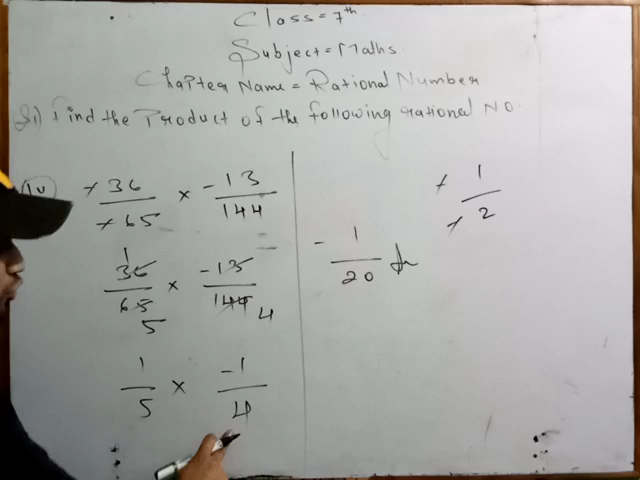 Class = 7th
Subject = Maths
Chapter Name = Rational Number
Q1) Find the Product of the following rational No.
iv) -36/-65 × -13/144
36/65 × -13/144
1 5 4
1/5 × -1/4
-1/2
-1/20